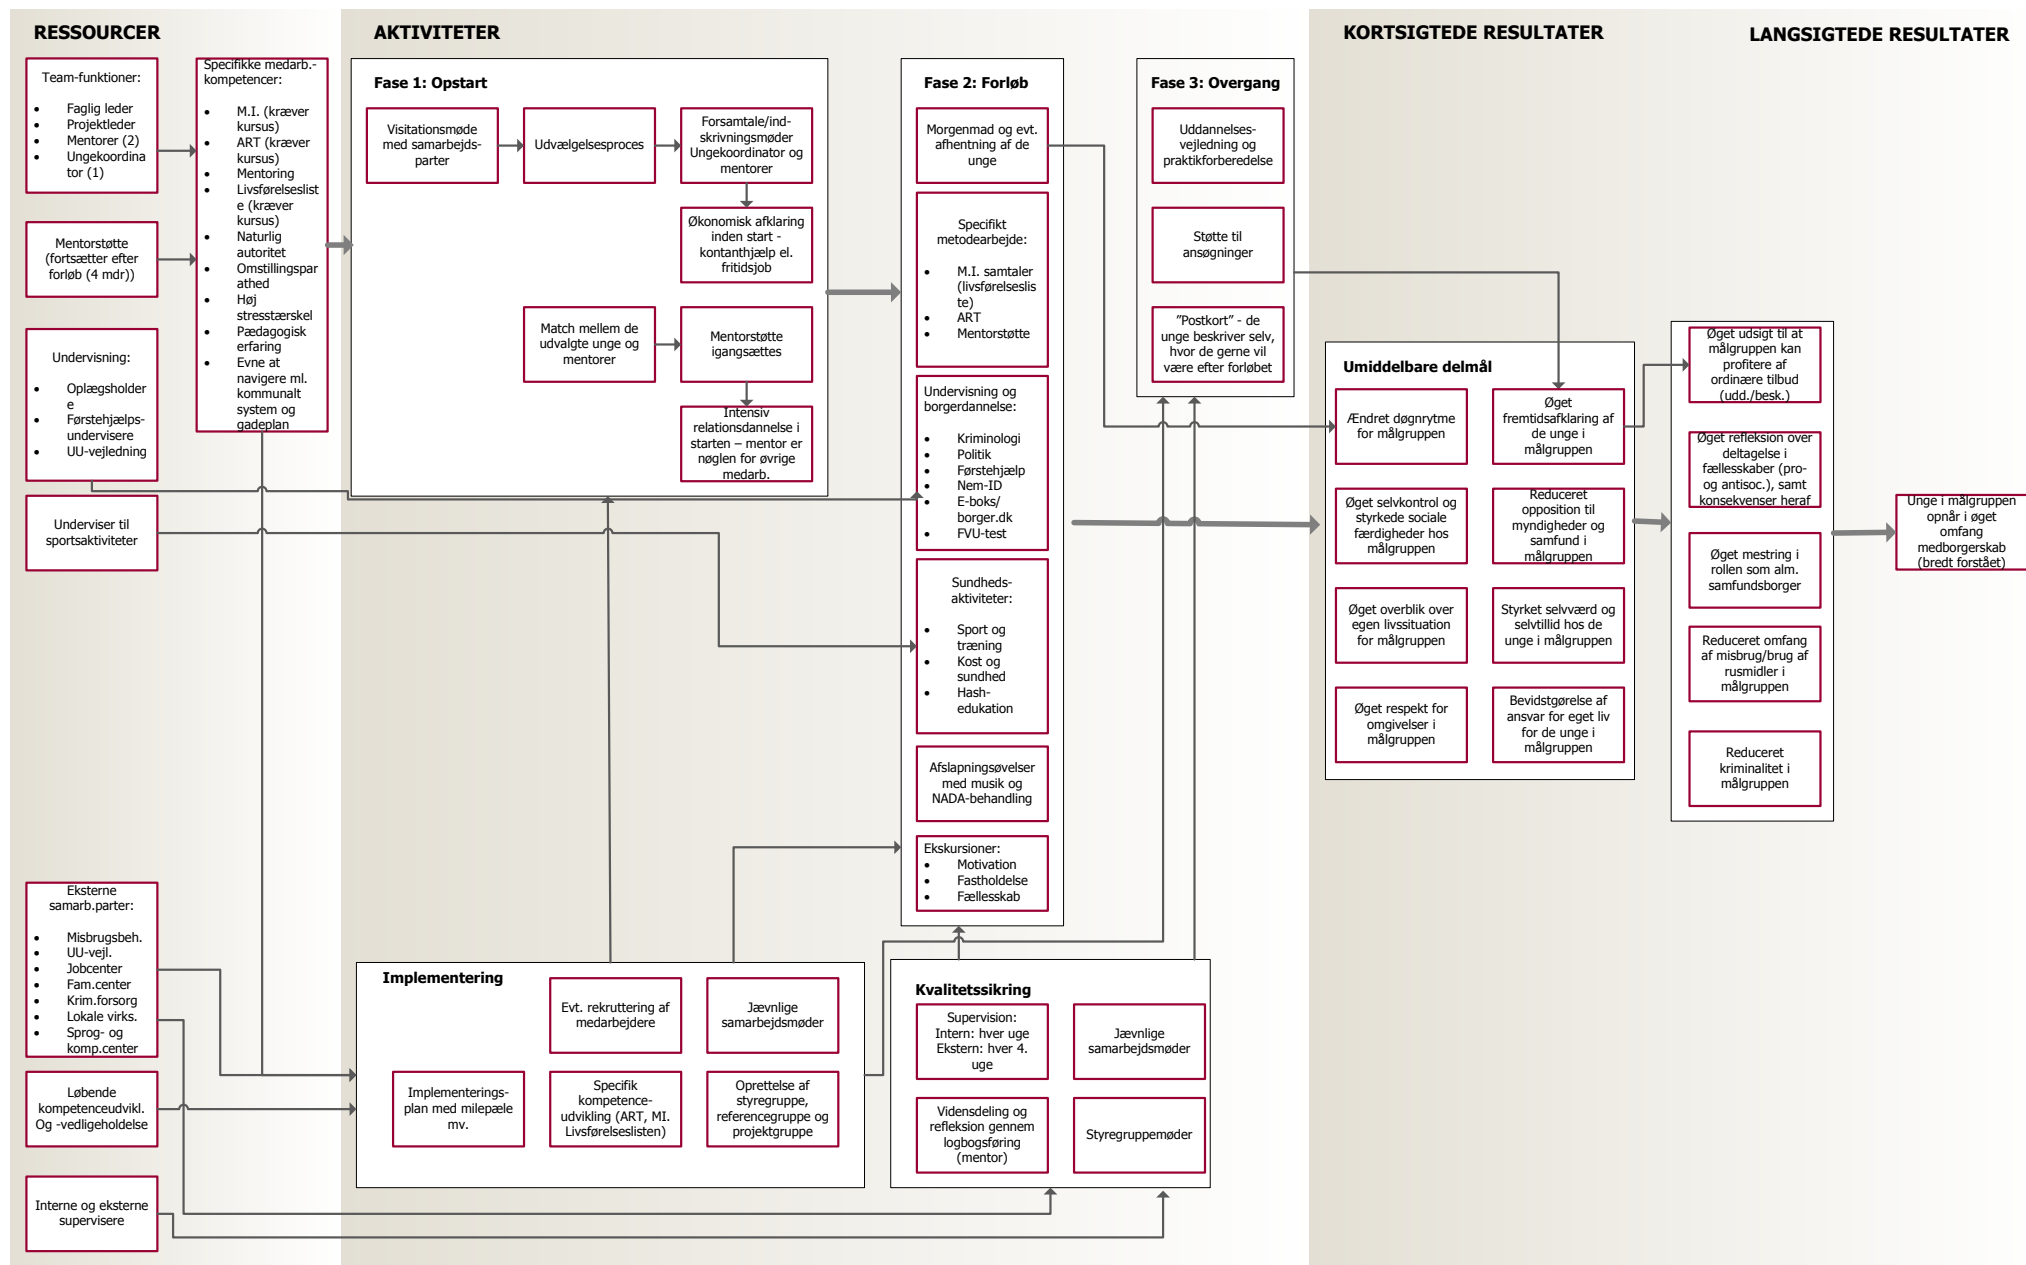 RESSOURCER
AKTIVITETER
KORTSIGTEDE RESULTATER
LANGSIGTEDE RESULTATER
Team-funktioner:
• Faglig leder
• Projektleder
• Mentorer (2)
• Ungekoordina
tor (1)
Mentorstøtte
(fortsætter efter
forløb (4 mdr))
Undervisning:
• Oplægsholder
e
• Førstehjælps-
undervisere
• UU-vejledning
Underviser til
sportsaktiviteter
Eksterne
samarb.parter:
• Misbrugsbeh.
• UU-vejl.
• Jobcenter
• Fam.center
• Krim.forsorg
• Lokale virks.
• Sprog- og
komp.center
Løbende
kompetenceudvikl.
Og -vedligeholdelse
Interne og eksterne
supervisere
Specifikke medarb.-
kompetencer:
• M.I. (kræver
kursus)
• ART (kræver
kursus)
• Mentoring
• Livsførelseslist
e (kræver
kursus)
• Naturlig
autoritet
• Omstillingspar
athed
• Høj
stresstærskel
• Pædagogisk
erfaring
• Evne at
navigere ml.
kommunalt
system og
gadeplan
Fase 1: Opstart
Visitationsmøde
med samarbejds-
parter
Udvælgelsesproces
Forsamtale/ind-
skrivningsmøder
Ungekoordinator og
mentorer
Økonomisk afklaring
inden start -
kontanthjælp el.
fritidsjob
Match mellem de
udvalgte unge og
mentorer
Mentorstøtte
igangsættes
Intensiv
relationsdannelse i
starten – mentor er
nøglen for øvrige
medarb.
Fase 2: Forløb
Morgenmad og evt.
afhentning af de
unge
Specifikt
metodearbejde:
• M.I. samtaler
(livsførelseslis
te)
• ART
• Mentorstøtte
Undervisning og
borgerdannelse:
• Kriminologi
• Politik
• Førstehjælp
• Nem-ID
• E-boks/
borger.dk
• FVU-test
Sundheds-
aktiviteter:
• Sport og
træning
• Kost og
sundhed
• Hash-
edukation
Afslapningsøvelser
med musik og
NADA-behandling
Ekskursioner:
• Motivation
• Fastholdelse
• Fællesskab
Fase 3: Overgang
Uddannelses-
vejledning og
praktikforberedelse
Støtte til
ansøgninger
”Postkort” - de
unge beskriver selv,
hvor de gerne vil
være efter forløbet
Implementering
Evt. rekruttering af
medarbejdere
Jævnlige
samarbejdsmøder
Implementerings-
plan med milepæle
mv.
Specifik
kompetence-
udvikling (ART, MI.
Livsførelseslisten)
Oprettelse af
styregruppe,
referencegruppe og
projektgruppe
Kvalitetssikring
Supervision:
Intern: hver uge
Ekstern: hver 4.
uge
Jævnlige
samarbejdsmøder
Vidensdeling og
refleksion gennem
logbogsføring
(mentor)
Styregruppemøder
Umiddelbare delmål
Ændret døgnrytme
for målgruppen
Øget
fremtidsafklaring af
de unge i
målgruppen
Øget selvkontrol og
styrkede sociale
færdigheder hos
målgruppen
Reduceret
opposition til
myndigheder og
samfund i
målgruppen
Øget overblik over
egen livssituation
for målgruppen
Styrket selvværd og
selvtillid hos de
unge i målgruppen
Øget respekt for
omgivelser i
målgruppen
Bevidstgørelse af
ansvar for eget liv
for de unge i
målgruppen
Øget udsigt til at
målgruppen kan
profitere af
ordinære tilbud
(udd./besk.)
Øget refleksion over
deltagelse i
fællesskaber (pro-
og antisoc.), samt
konsekvenser heraf
Øget mestring i
rollen som alm.
samfundsborger
Reduceret omfang
af misbrug/brug af
rusmidler i
målgruppen
Reduceret
kriminalitet i
målgruppen
Unge i målgruppen
opnår i øget
omfang
medborgerskab
(bredt forstået)